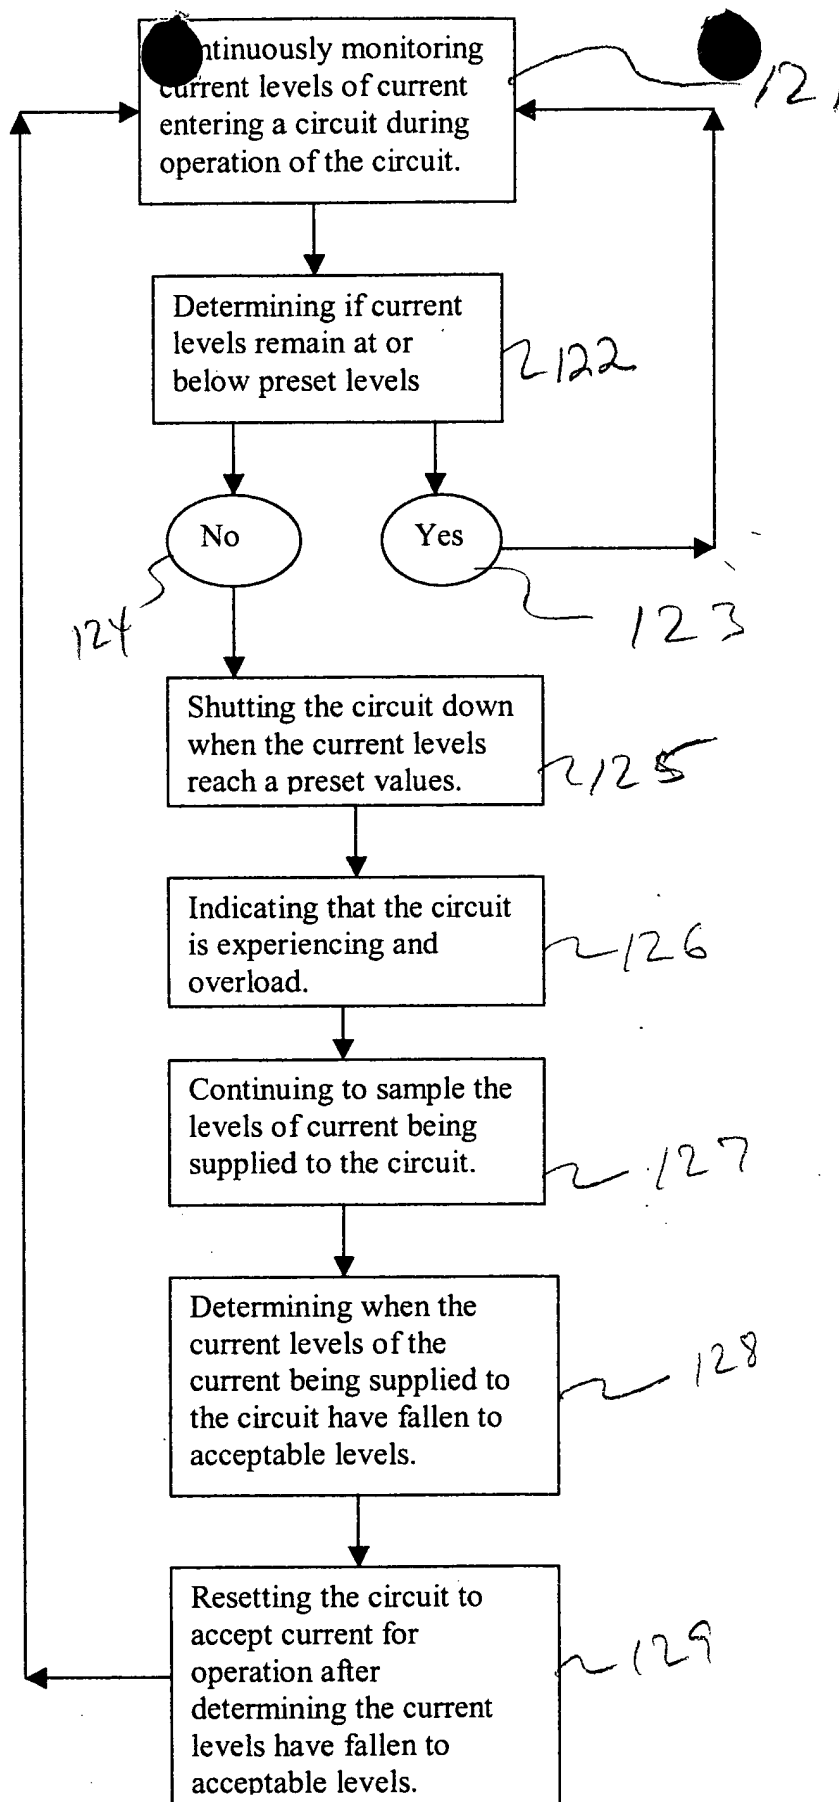 ntinuously monitoring
current levels of current
entering a circuit during
operation of the circuit.
121
Determining if current
levels remain at or
below preset levels
122
No
Yes
124
123
Shutting the circuit down
when the current levels
reach a preset values.
125
Indicating that the circuit
is experiencing and
overload.
126
Continuing to sample the
levels of current being
supplied to the circuit.
127
Determining when the
current levels of the
current being supplied to
the circuit have fallen to
acceptable levels.
128
Resetting the circuit to
accept current for
operation after
determining the current
levels have fallen to
acceptable levels.
129